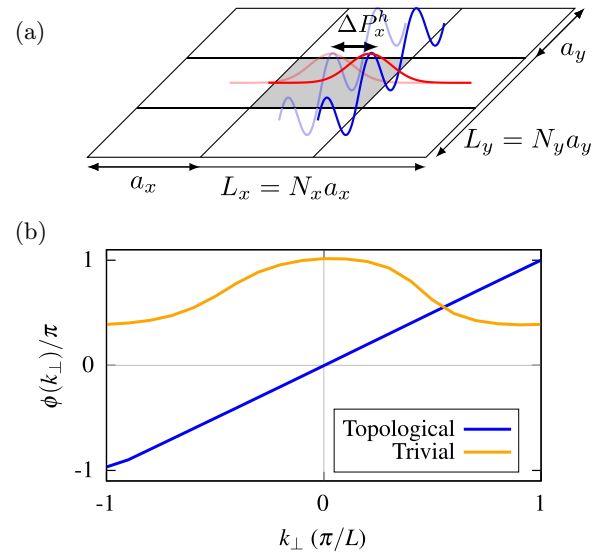 (a)
ΔP_x^h
a_y
a_x
L_x = N_x a_x
L_y = N_y a_y
(b)
ϕ(k_⊥)/π
1
0
-1
Topological
Trivial
-1
0
1
k_⊥ (π/L)